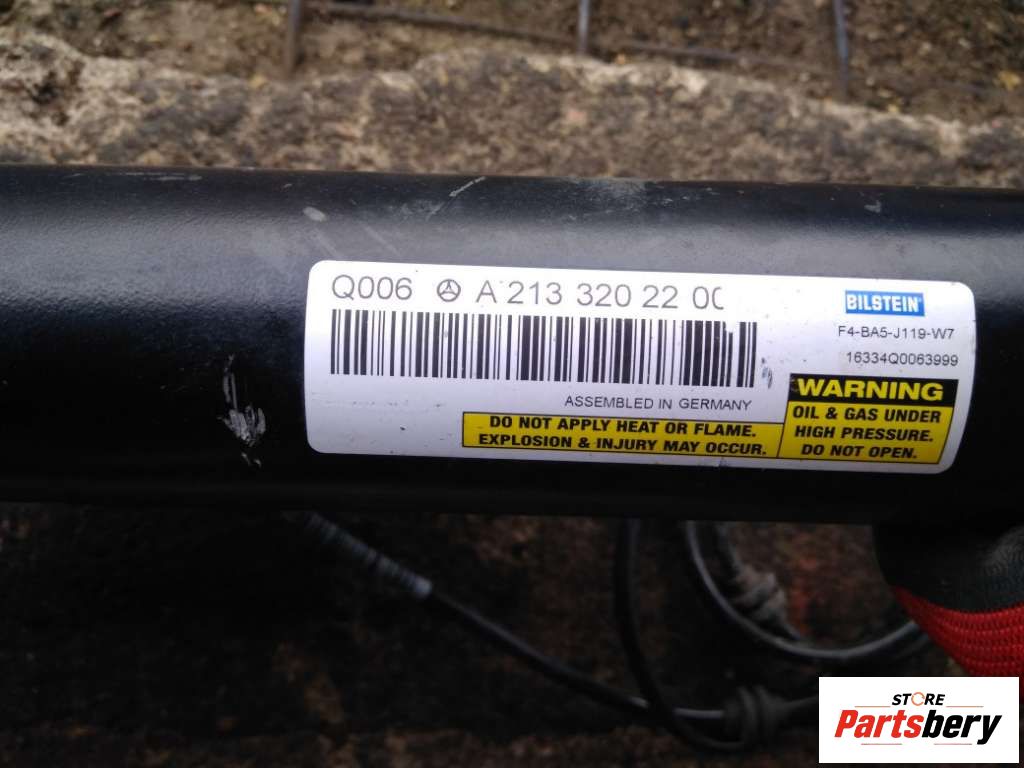 Q006 A 213 320 22 00
BILSTEIN
F4-BA5-J119-W7
16334Q0063999
ASSEMBLED IN GERMANY
DO NOT APPLY HEAT OR FLAME.
EXPLOSION & INJURY MAY OCCUR.
WARNING
OIL & GAS UNDER
HIGH PRESSURE.
DO NOT OPEN.
STORE
Partsbery